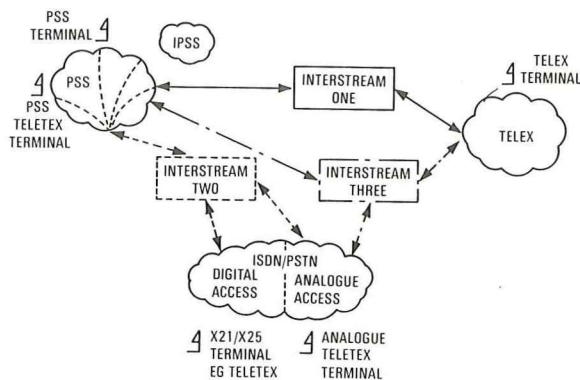 PSS
TERMINAL
IPSS
PSS
PSS
TELETEX
TERMINAL
INTERSTREAM
ONE
TELEX
TERMINAL
TELEX
INTERSTREAM
TWO
INTERSTREAM
THREE
ISDN/PSTN
DIGITAL
ACCESS
ANALOGUE
ACCESS
X21/X25
TERMINAL
EG TELETEX
ANALOGUE
TELETEX
TERMINAL